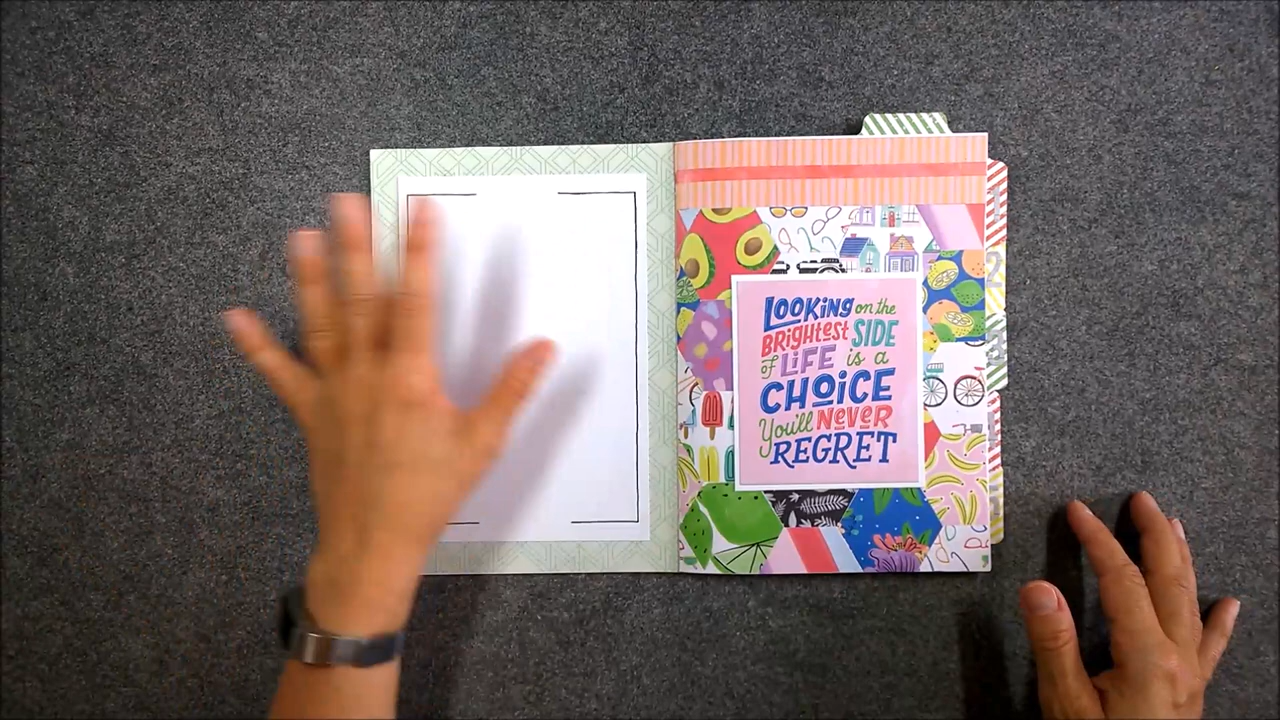 LOOKING on the
BRIGHTEST SIDE
of LIFE is a
CHOICE
You'll NEVER
REGRET